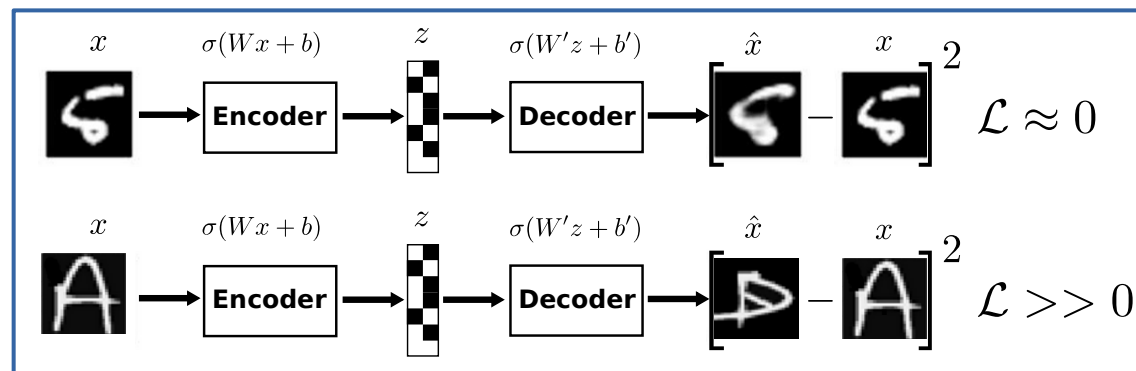 x σ(Wx + b) z σ(W'z + b') x̂ x
Encoder Decoder [ − ]² ℒ ≈ 0
x σ(Wx + b) z σ(W'z + b') x̂ x
A Encoder Decoder [ − A ]² ℒ >> 0